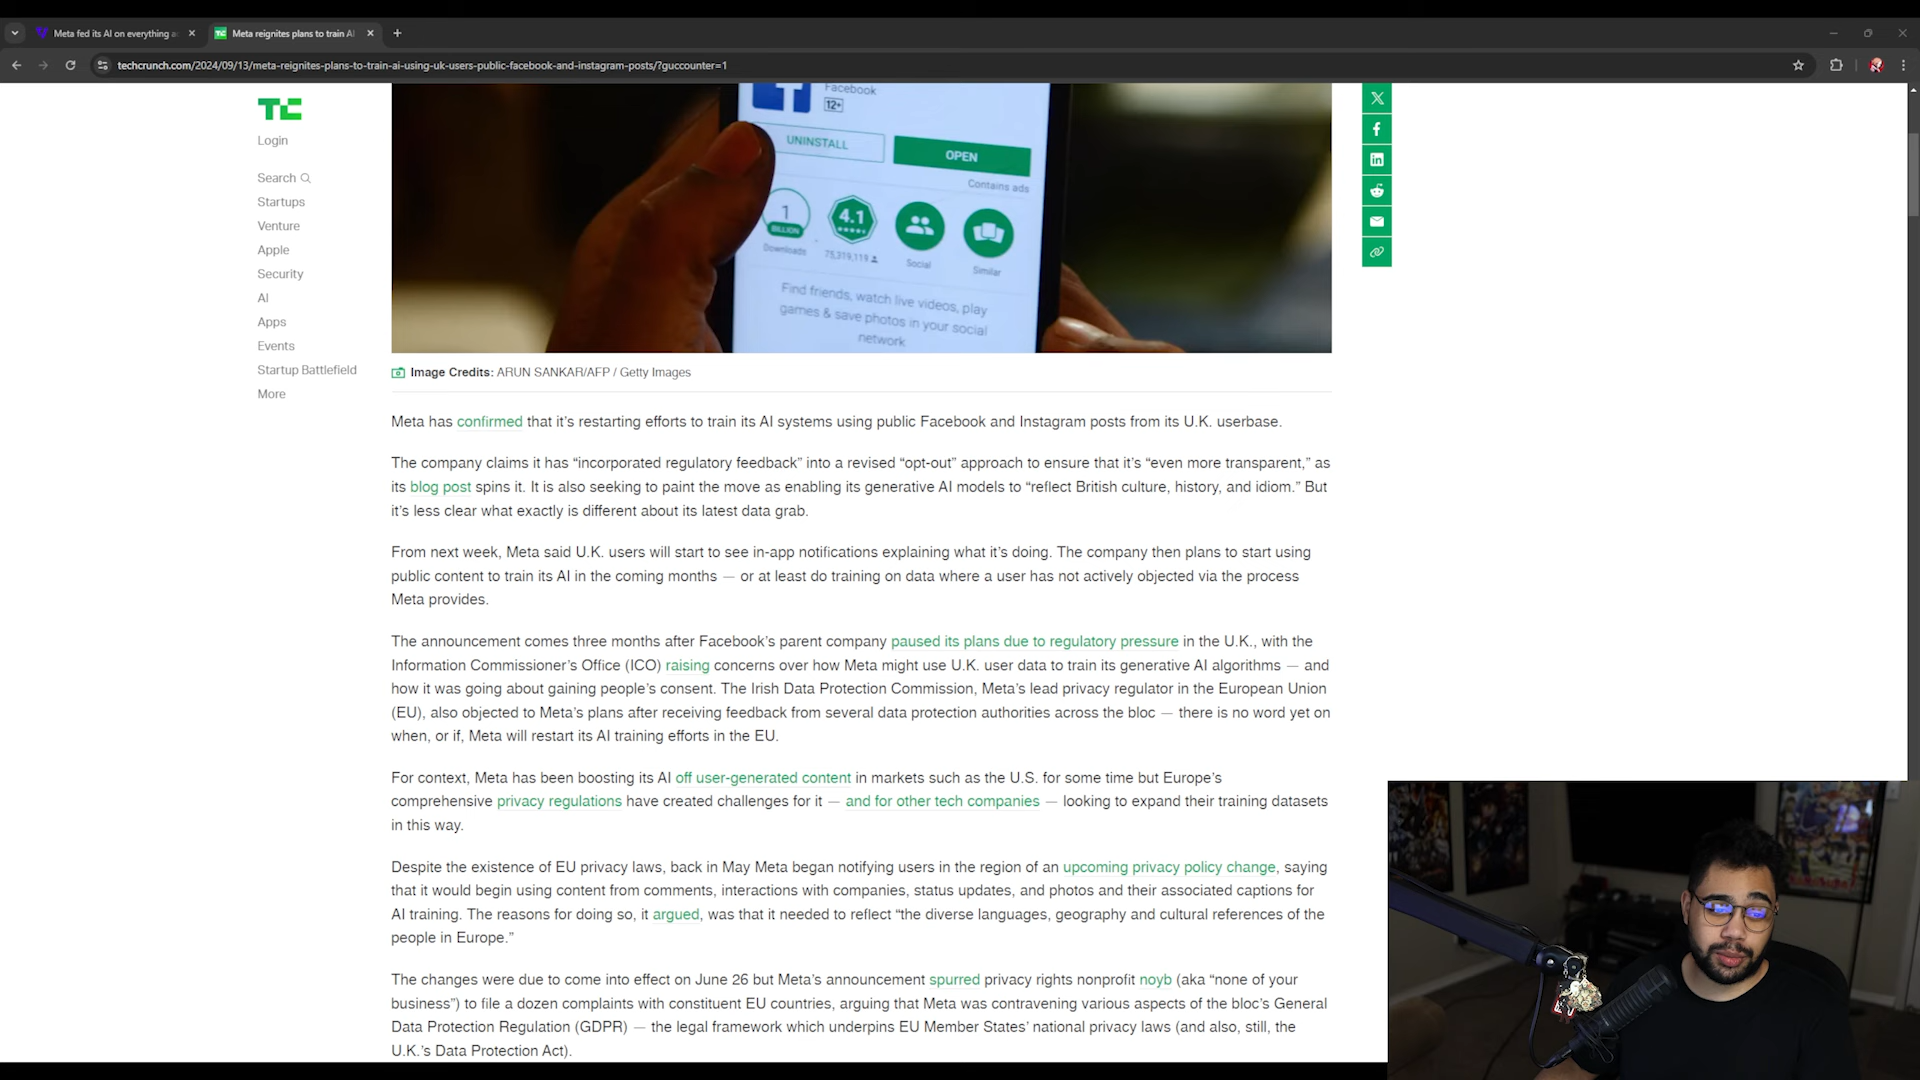 Meta fed its AI on everything a
Meta reignites plans to train AI
techcrunch.com/2024/09/13/meta-reignites-plans-to-train-ai-using-uk-users-public-facebook-and-instagram-posts/?guccounter=1
TC
Login
Search
Startups
Venture
Apple
Security
AI
Apps
Events
Startup Battlefield
More
Facebook
12+
UNINSTALL
OPEN
Contains ads
1
BILLION
4.1
Downloads
75,319,119
Social
Similar
Find friends, watch live videos, play
games & save photos in your social
network
Image Credits: ARUN SANKAR/AFP / Getty Images
Meta has confirmed that it’s restarting efforts to train its AI systems using public Facebook and Instagram posts from its U.K. userbase.
The company claims it has “incorporated regulatory feedback” into a revised “opt-out” approach to ensure that it’s “even more transparent,” as
its blog post spins it. It is also seeking to paint the move as enabling its generative AI models to “reflect British culture, history, and idiom.” But
it’s less clear what exactly is different about its latest data grab.
From next week, Meta said U.K. users will start to see in-app notifications explaining what it’s doing. The company then plans to start using
public content to train its AI in the coming months — or at least do training on data where a user has not actively objected via the process
Meta provides.
The announcement comes three months after Facebook’s parent company paused its plans due to regulatory pressure in the U.K., with the
Information Commissioner’s Office (ICO) raising concerns over how Meta might use U.K. user data to train its generative AI algorithms — and
how it was going about gaining people’s consent. The Irish Data Protection Commission, Meta’s lead privacy regulator in the European Union
(EU), also objected to Meta’s plans after receiving feedback from several data protection authorities across the bloc — there is no word yet on
when, or if, Meta will restart its AI training efforts in the EU.
For context, Meta has been boosting its AI off user-generated content in markets such as the U.S. for some time but Europe’s
comprehensive privacy regulations have created challenges for it — and for other tech companies — looking to expand their training datasets
in this way.
Despite the existence of EU privacy laws, back in May Meta began notifying users in the region of an upcoming privacy policy change, saying
that it would begin using content from comments, interactions with companies, status updates, and photos and their associated captions for
AI training. The reasons for doing so, it argued, was that it needed to reflect “the diverse languages, geography and cultural references of the
people in Europe.”
The changes were due to come into effect on June 26 but Meta’s announcement spurred privacy rights nonprofit noyb (aka “none of your
business”) to file a dozen complaints with constituent EU countries, arguing that Meta was contravening various aspects of the bloc’s General
Data Protection Regulation (GDPR) — the legal framework which underpins EU Member States’ national privacy laws (and also, still, the
U.K.’s Data Protection Act).